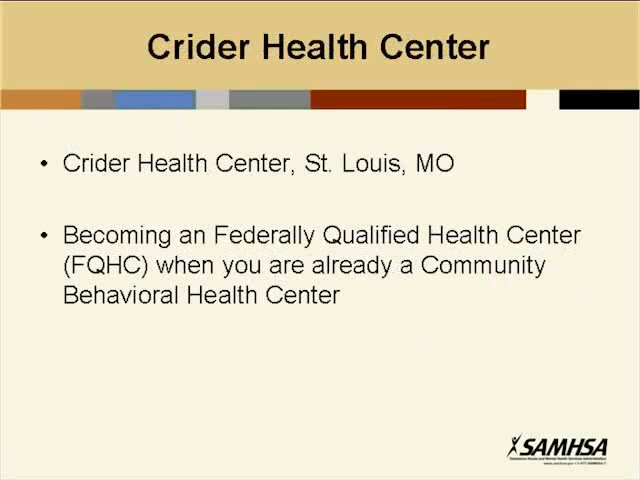 Crider Health Center
• Crider Health Center, St. Louis, MO
• Becoming an Federally Qualified Health Center
(FQHC) when you are already a Community
Behavioral Health Center
SAMHSA